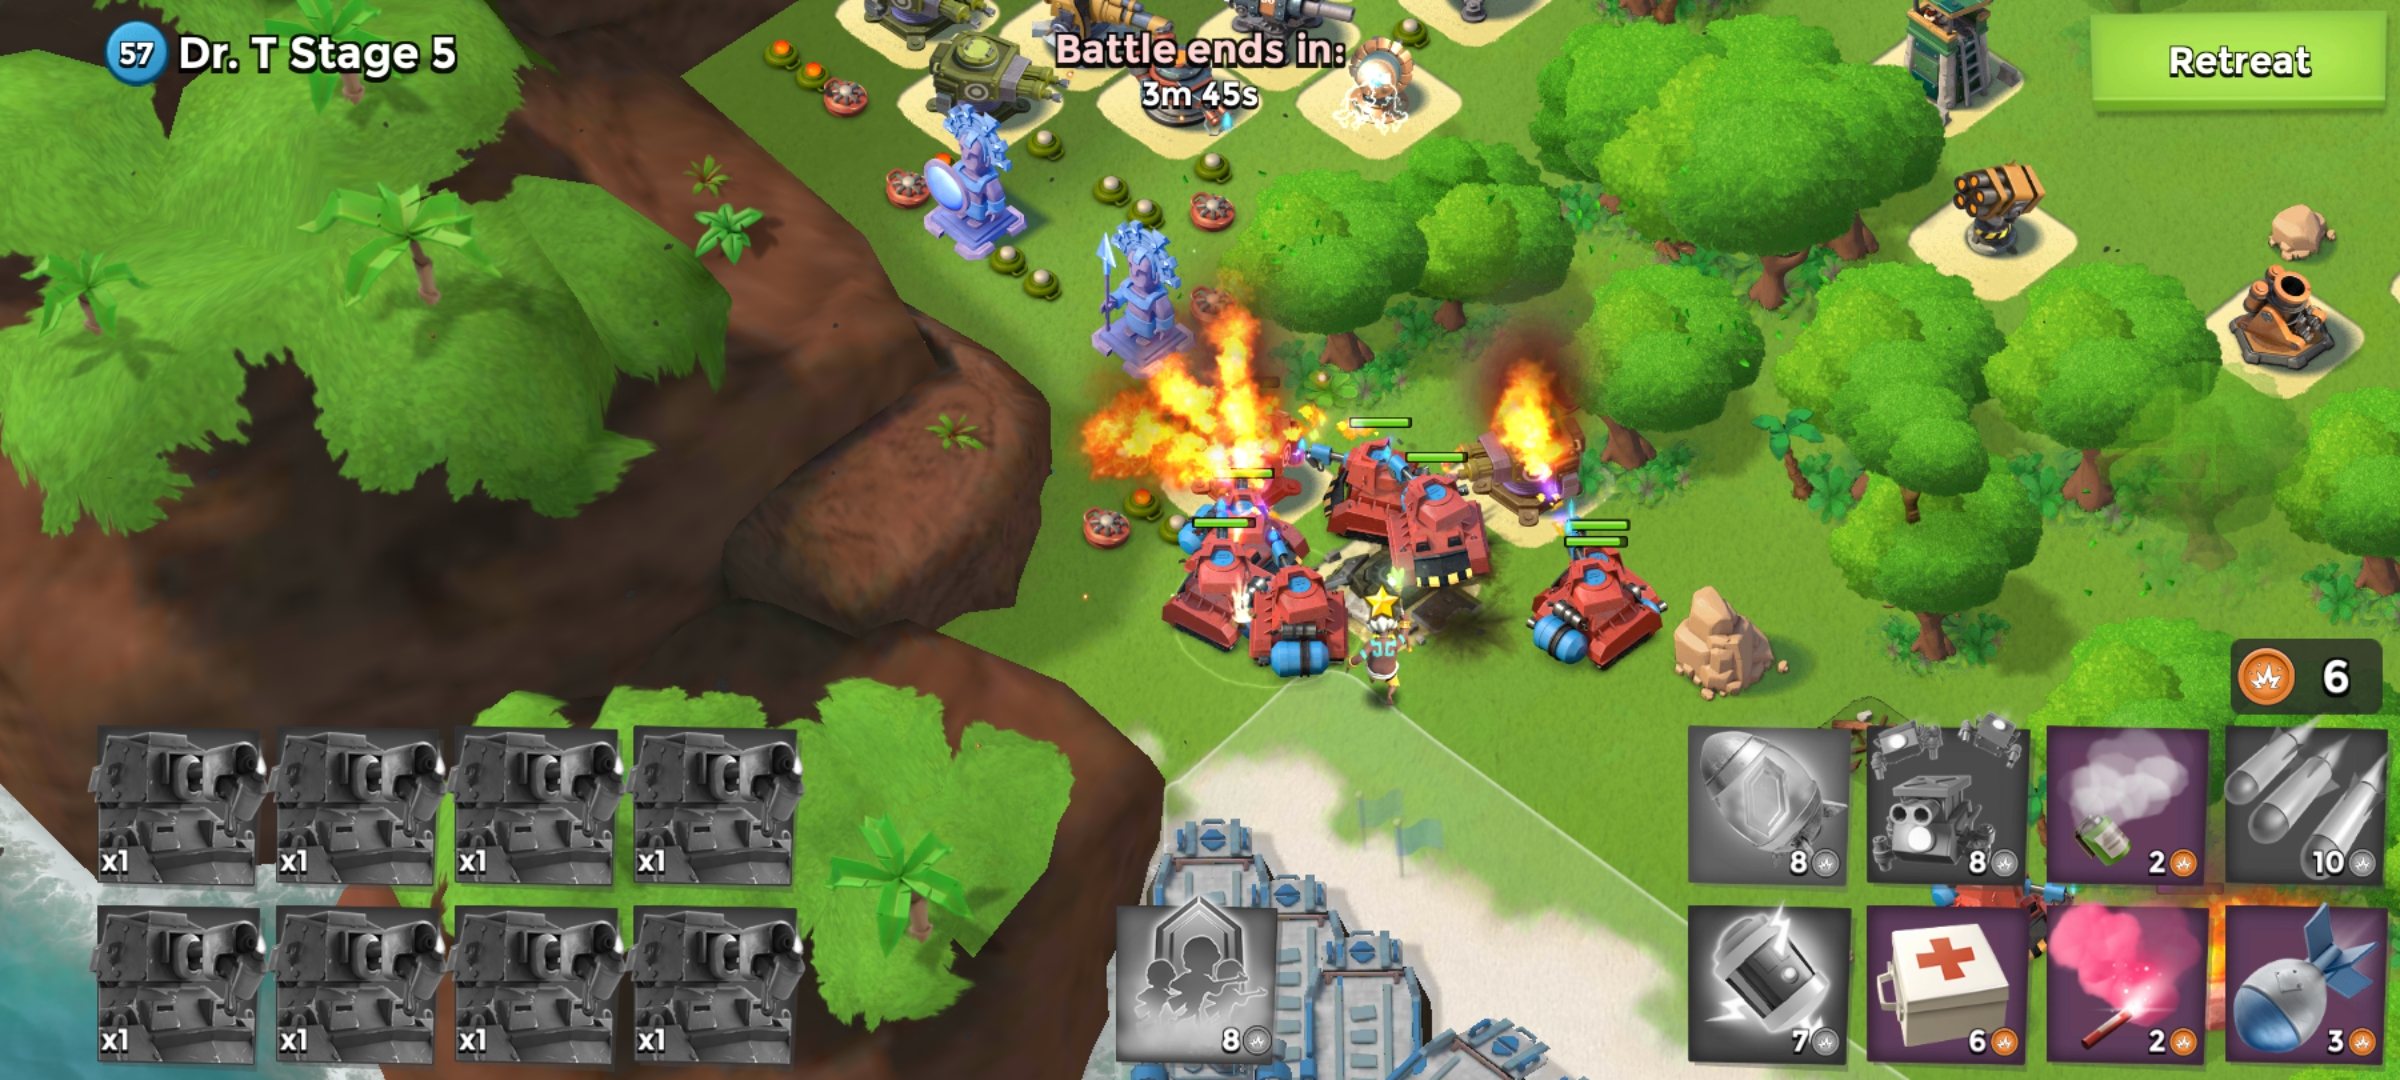 57 Dr. T Stage 5
Battle ends in:
3m 45s
Retreat
6
x1 x1 x1 x1
8 8 2 10
x1 x1 x1 x1
8
7 6 2 3